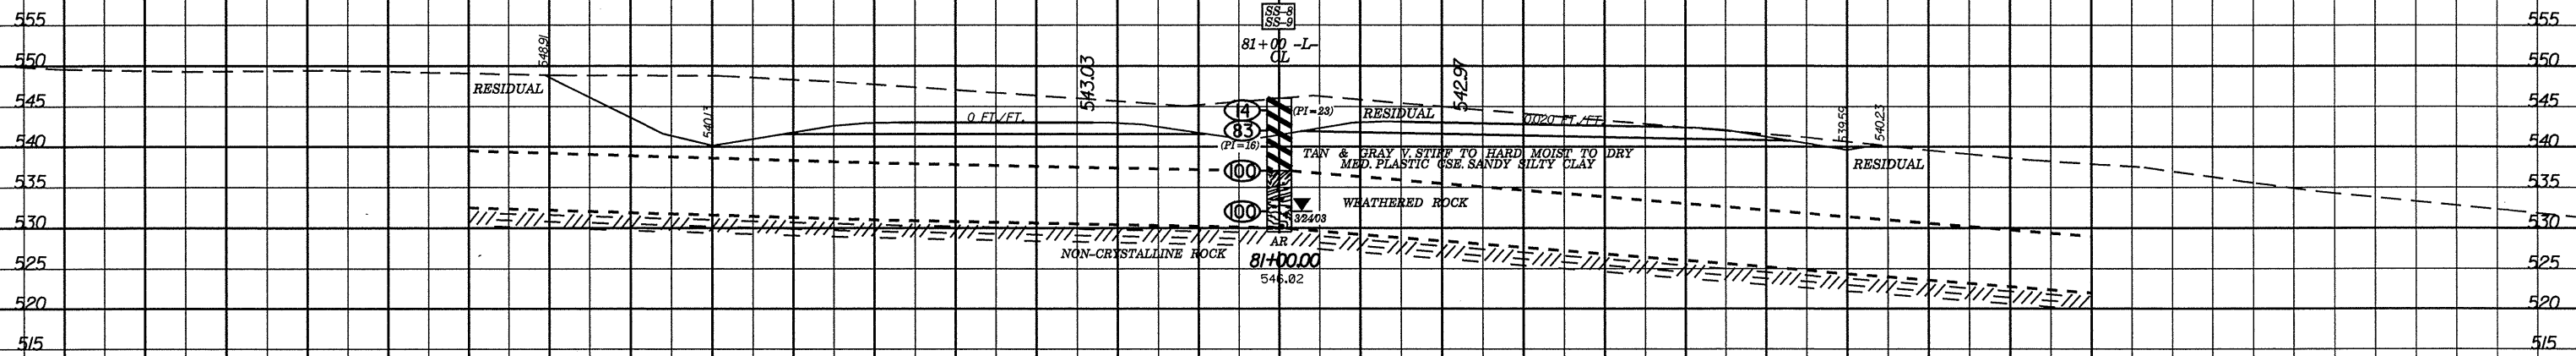 SS-8
SS-9
555 555
81+00 -L-
CL
548.91
550 550
543.03
542.97
RESIDUAL
545 545
14
(PI=23)
RESIDUAL
540.13
0 FT./FT.
0.020 FT./FT.
539.59
540.23
83
(PI=16)
540 540
TAN & GRAY V. STIFF TO HARD MOIST TO DRY
MED. PLASTIC CSE. SANDY SILTY CLAY
RESIDUAL
100
535 535
WEATHERED ROCK
100
3/24/03
530 530
AR
NON-CRYSTALLINE ROCK
81+00.00
525 525
546.02
520 520
515 515